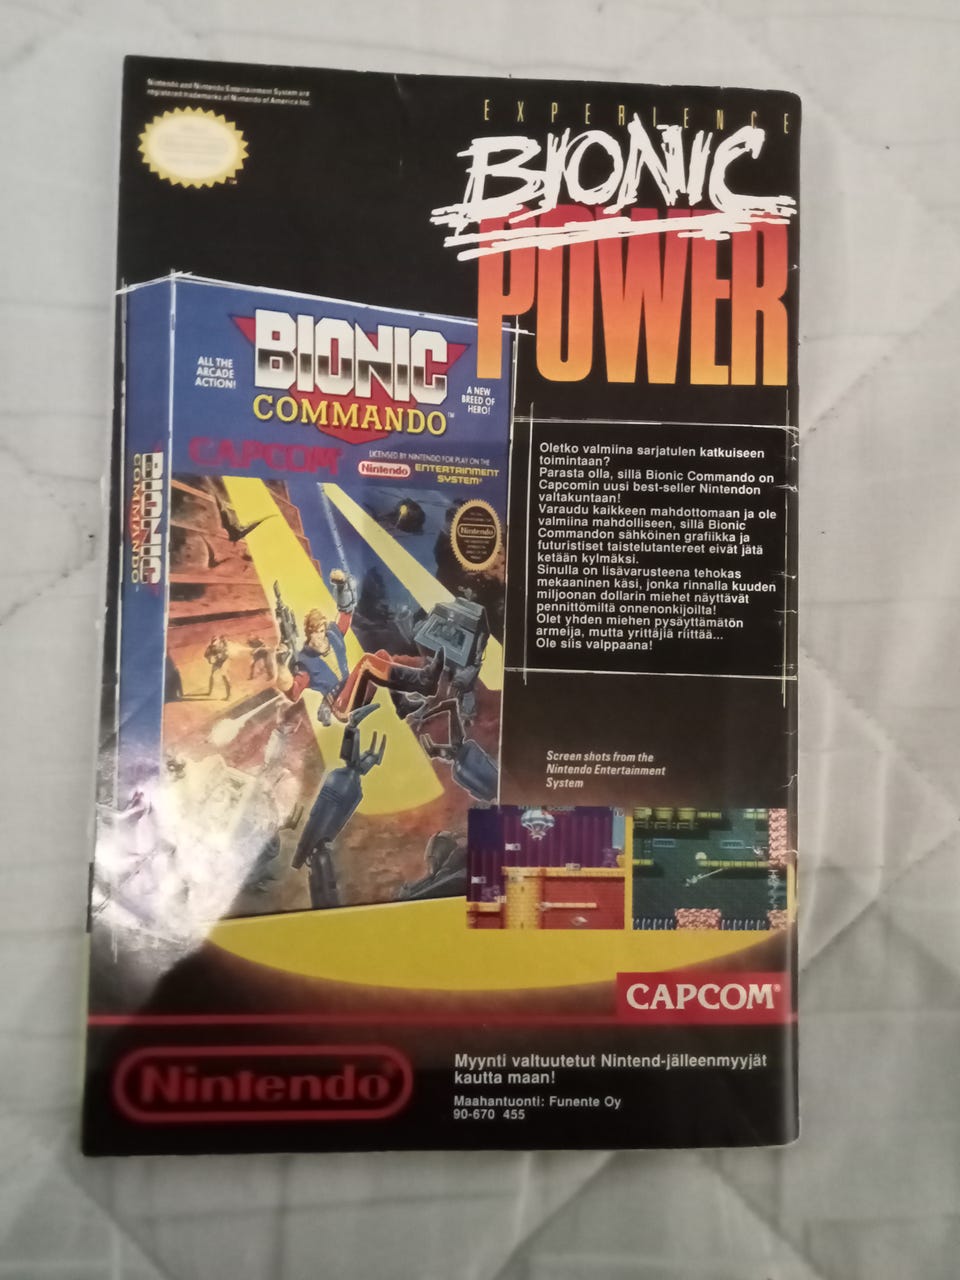 Nintendo and Nintendo Entertainment System are
registered trademarks of Nintendo of America Inc.
TM
EXPERIENCE
BIONIC
POWER
ALL THE
ARCADE
ACTION!
BIONIC
COMMANDO™
A NEW
BREED OF
HERO!
CAPCOM
LICENSED BY NINTENDO FOR PLAY ON THE
Nintendo ENTERTAINMENT
SYSTEM®
Nintendo
BIONIC
COMMANDO
Oletko valmiina sarjatulen katkuiseen
toimintaan?
Parasta olla, sillä Bionic Commando on
Capcomin uusi best-seller Nintendon
valtakuntaan!
Varaudu kaikkeen mahdottomaan ja ole
valmiina mahdolliseen, sillä Bionic
Commandon sähköinen grafiikka ja
futuristiset taistelutantereet eivät jätä
ketään kylmäksi.
Sinulla on lisävarusteena tehokas
mekaaninen käsi, jonka rinnalla kuuden
miljoonan dollarin miehet näyttävät
pennittömiltä onnenonkijoilta!
Olet yhden miehen pysäyttämätön
armeija, mutta yrittäjiä riittää...
Ole siis valppaana!
Screen shots from the
Nintendo Entertainment
System
CAPCOM®
Nintendo®
Myynti valtuutetut Nintend-jälleenmyyjät
kautta maan!
Maahantuonti: Funente Oy
90-670 455